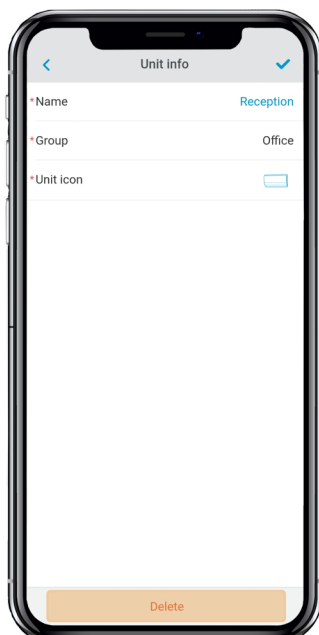 Unit info
*Name Reception
*Group Office
*Unit icon
Delete